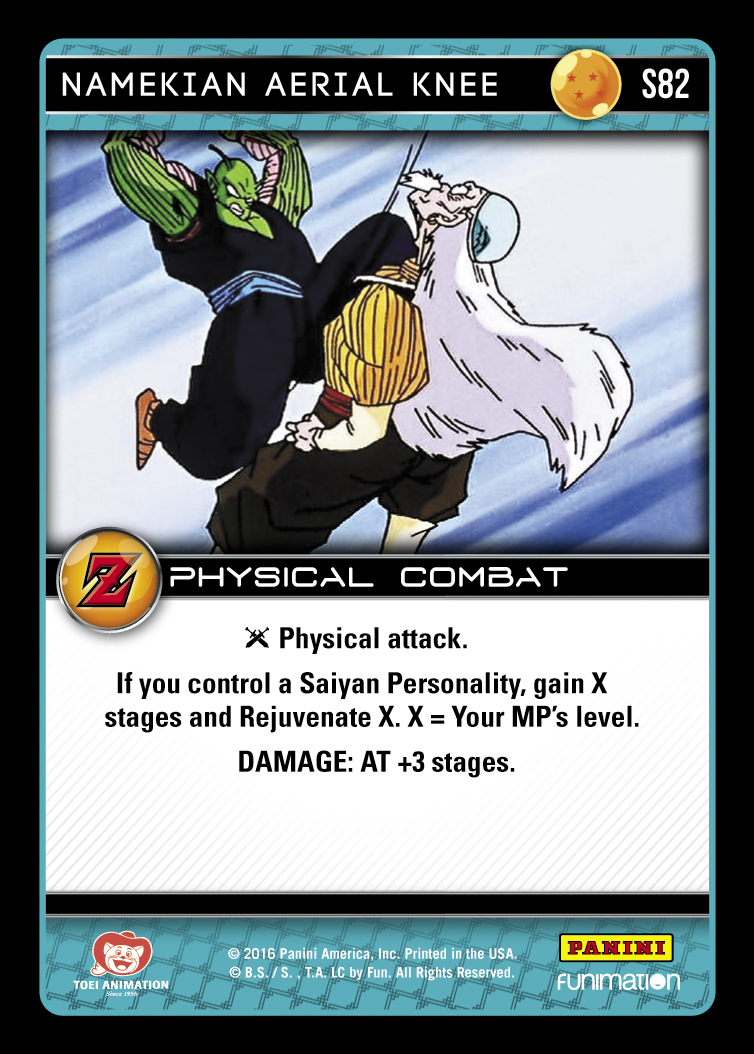 NAMEKIAN AERIAL KNEE S82
Z PHYSICAL COMBAT
Physical attack.
If you control a Saiyan Personality, gain X
stages and Rejuvenate X. X = Your MP’s level.
DAMAGE: AT +3 stages.
TOEI ANIMATION
Since 1956
© 2016 Panini America, Inc. Printed in the USA.
© B.S. / S. , T.A. LC by Fun. All Rights Reserved.
PANINI
FUNIMATION